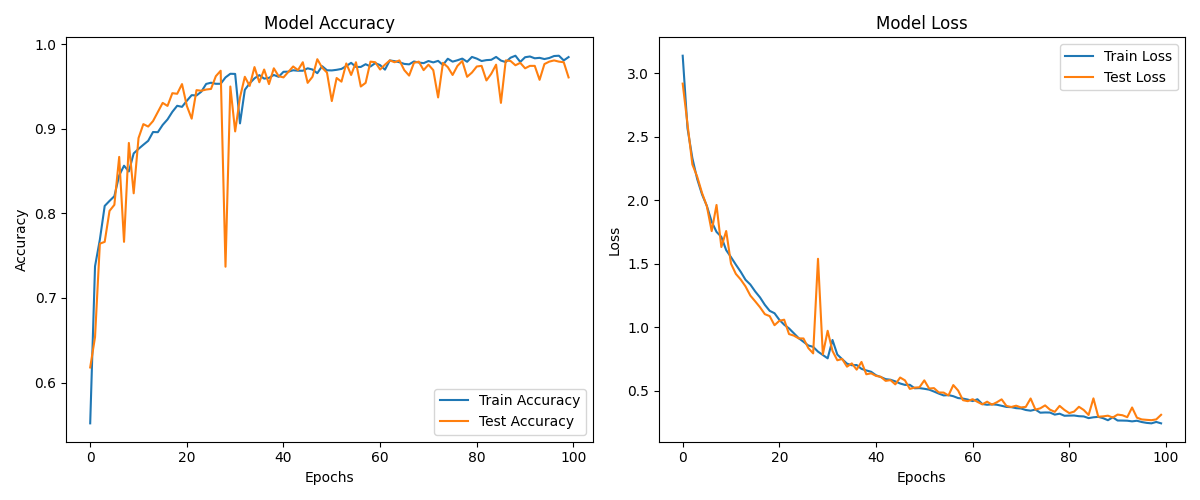 Model Accuracy
1.0
0.9
0.8
0.7
0.6
Accuracy
0
20
40
60
80
100
Epochs
Train Accuracy
Test Accuracy
Model Loss
3.0
2.5
2.0
1.5
1.0
0.5
Loss
0
20
40
60
80
100
Epochs
Train Loss
Test Loss